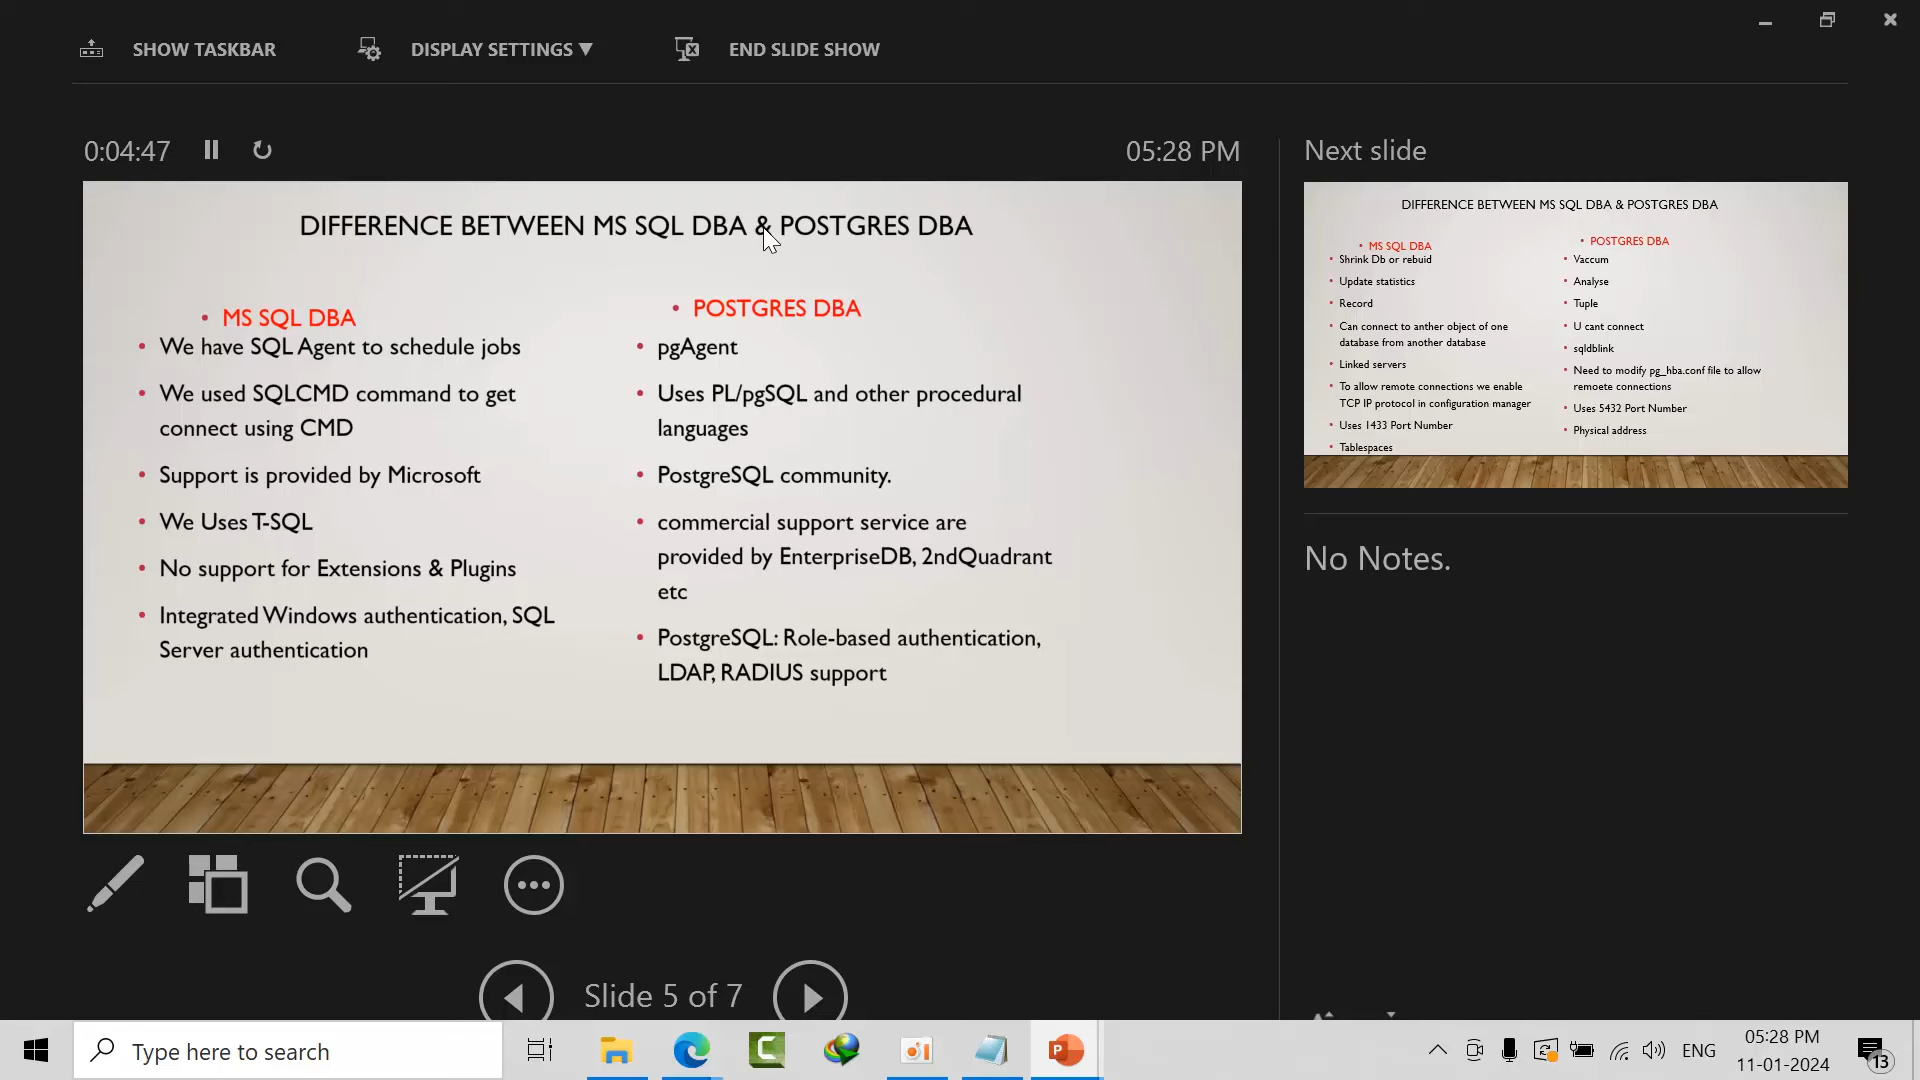 SHOW TASKBAR
DISPLAY SETTINGS ▼
END SLIDE SHOW
0:04:47
05:28 PM
DIFFERENCE BETWEEN MS SQL DBA & POSTGRES DBA
• MS SQL DBA
• We have SQL Agent to schedule jobs
• We used SQLCMD command to get
connect using CMD
• Support is provided by Microsoft
• We Uses T-SQL
• No support for Extensions & Plugins
• Integrated Windows authentication, SQL
Server authentication
• POSTGRES DBA
• pgAgent
• Uses PL/pgSQL and other procedural
languages
• PostgreSQL community.
• commercial support service are
provided by EnterpriseDB, 2ndQuadrant
etc
• PostgreSQL: Role-based authentication,
LDAP, RADIUS support
Slide 5 of 7
Next slide
DIFFERENCE BETWEEN MS SQL DBA & POSTGRES DBA
• MS SQL DBA
• Shrink Db or rebuid
• Update statistics
• Record
• Can connect to anther object of one
database from another database
• Linked servers
• To allow remote connections we enable
TCP IP protocol in configuration manager
• Uses 1433 Port Number
• Tablespaces
• POSTGRES DBA
• Vaccum
• Analyse
• Tuple
• U cant connect
• sqldblink
• Need to modify pg_hba.conf file to allow
remoete connections
• Uses 5432 Port Number
• Physical address
No Notes.
Type here to search
ENG
05:28 PM
11-01-2024
13